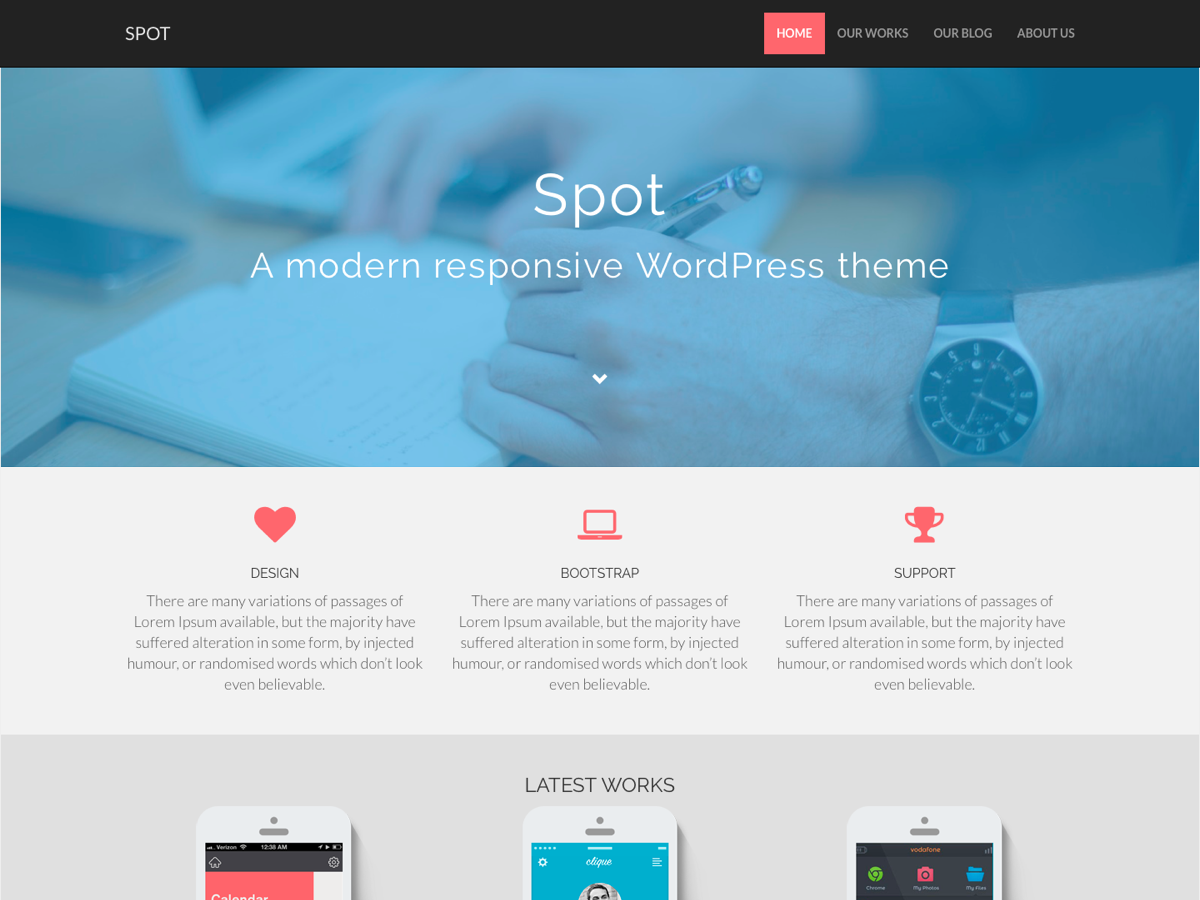 SPOT
HOME OUR WORKS OUR BLOG ABOUT US
Spot
A modern responsive WordPress theme
DESIGN
There are many variations of passages of
Lorem Ipsum available, but the majority have
suffered alteration in some form, by injected
humour, or randomised words which don't look
even believable.
BOOTSTRAP
There are many variations of passages of
Lorem Ipsum available, but the majority have
suffered alteration in some form, by injected
humour, or randomised words which don't look
even believable.
SUPPORT
There are many variations of passages of
Lorem Ipsum available, but the majority have
suffered alteration in some form, by injected
humour, or randomised words which don't look
even believable.
LATEST WORKS
Verizon 12:38 AM
Calendar
clique
vodafone
Chrome My Photos My Files